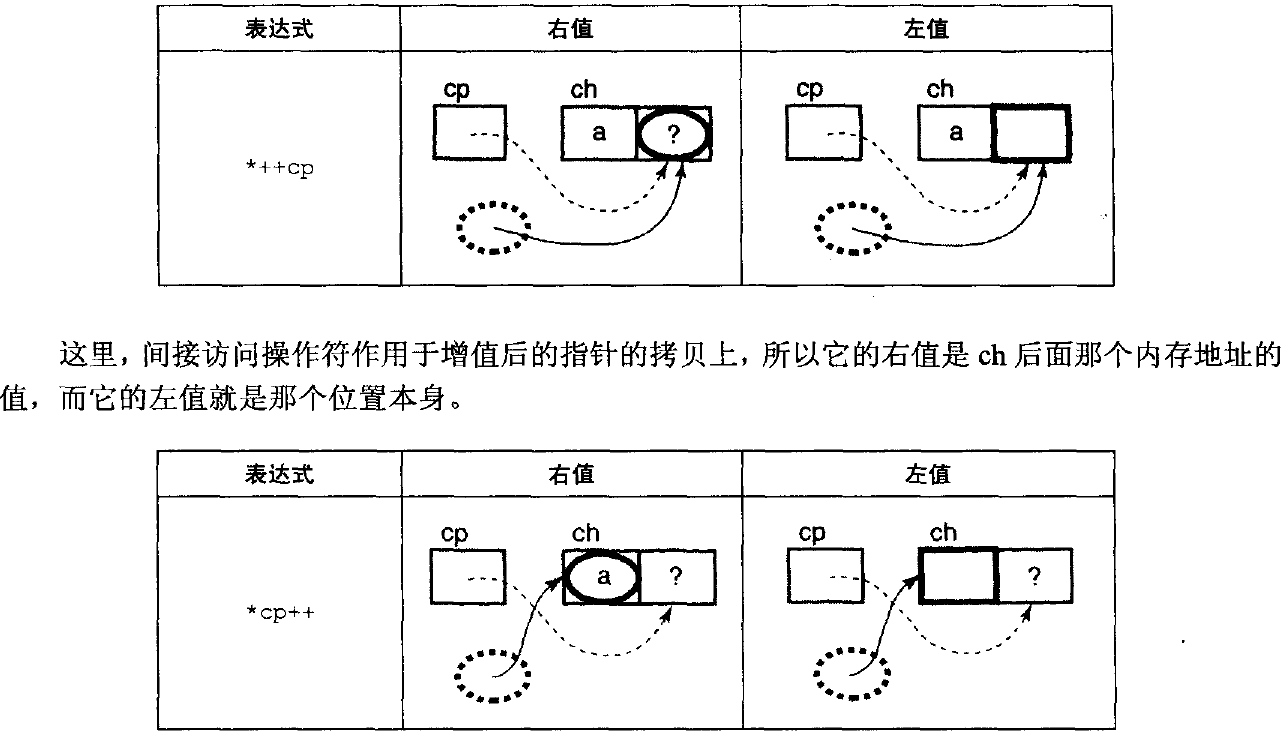 表达式 右值 左值
cp ch cp ch
a ? a
*++cp
这里，间接访问操作符作用于增值后的指针的拷贝上，所以它的右值是 ch 后面那个内存地址的
值，而它的左值就是那个位置本身。
表达式 右值 左值
cp ch cp ch
a ? ?
*cp++